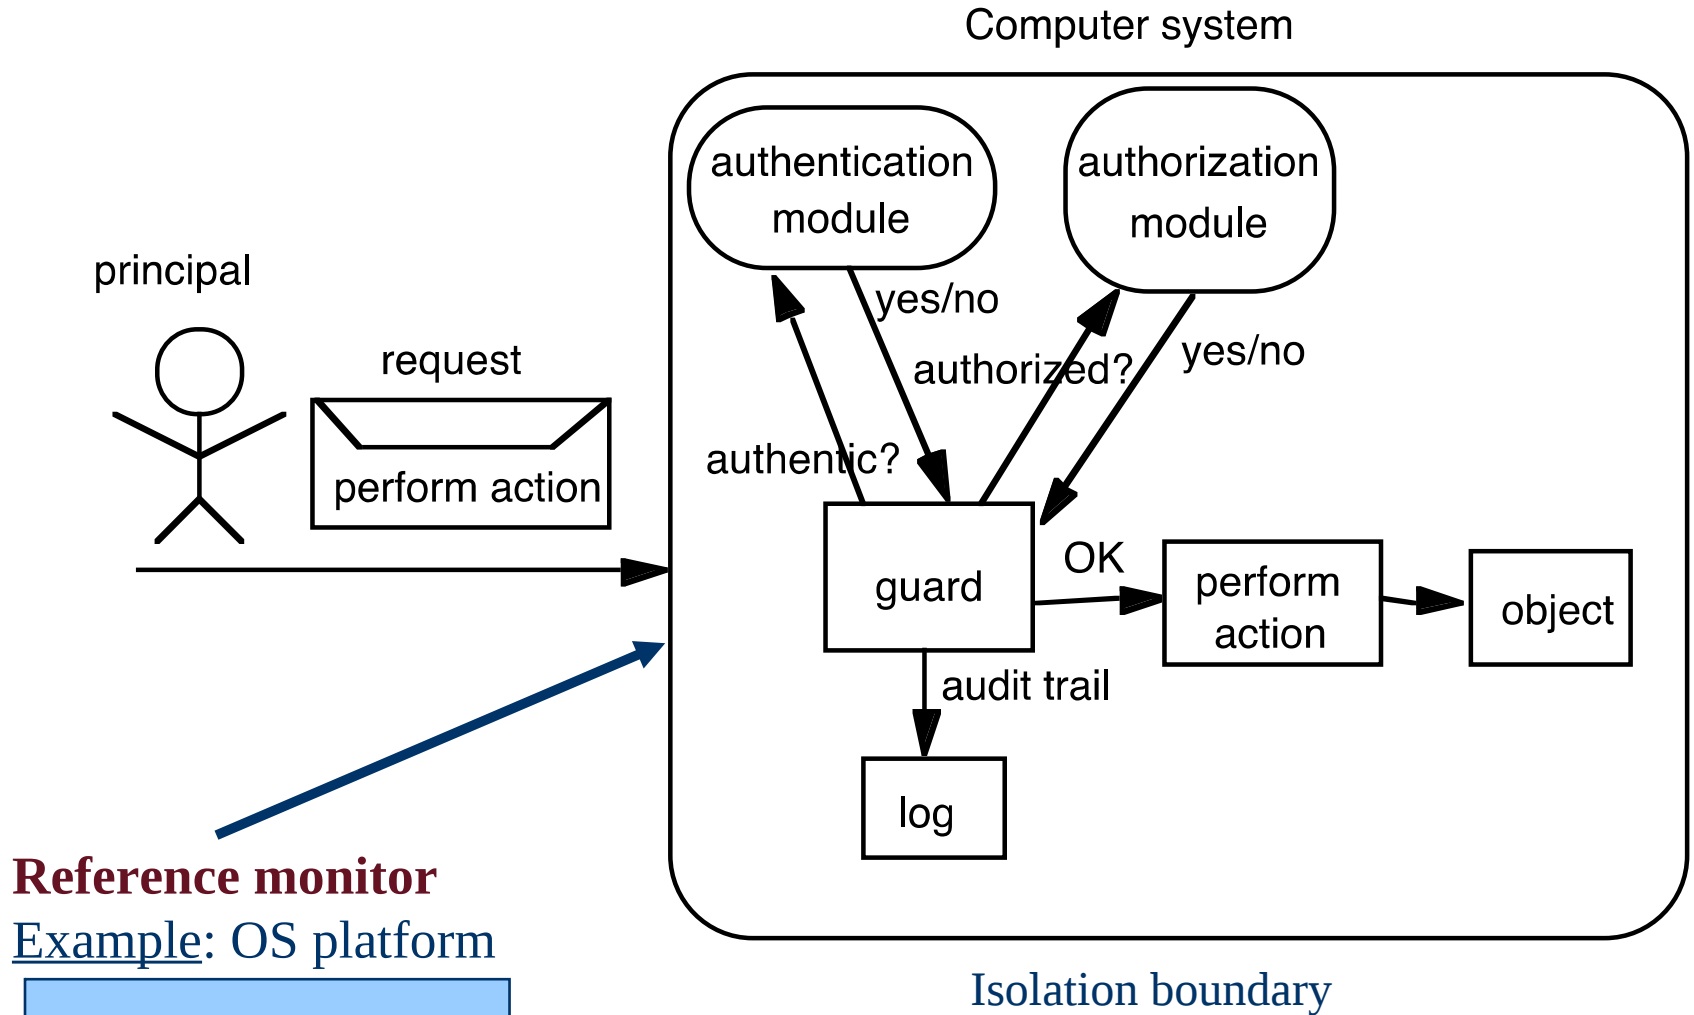 Computer system
authentication
module
authorization
module
principal
yes/no
request
authorized?
yes/no
authentic?
perform action
OK
guard
perform
action
object
audit trail
log
Reference monitor
Example: OS platform
Isolation boundary